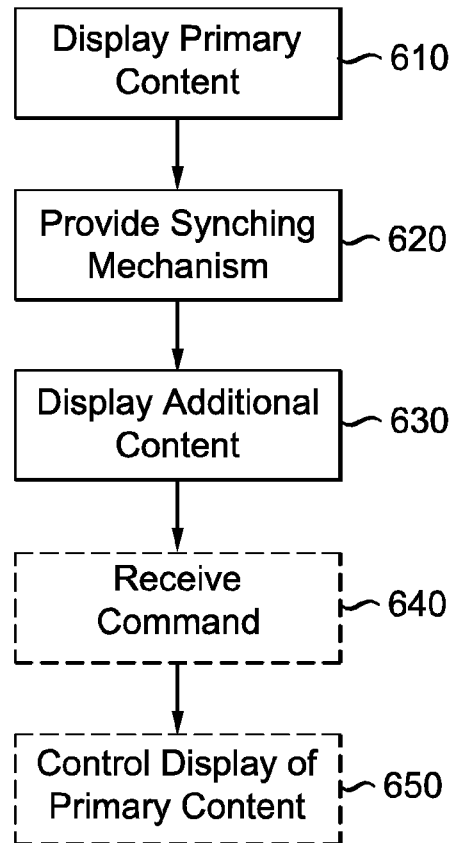 Display Primary
Content
610
Provide Synching
Mechanism
620
Display Additional
Content
630
Receive
Command
640
Control Display of
Primary Content
650